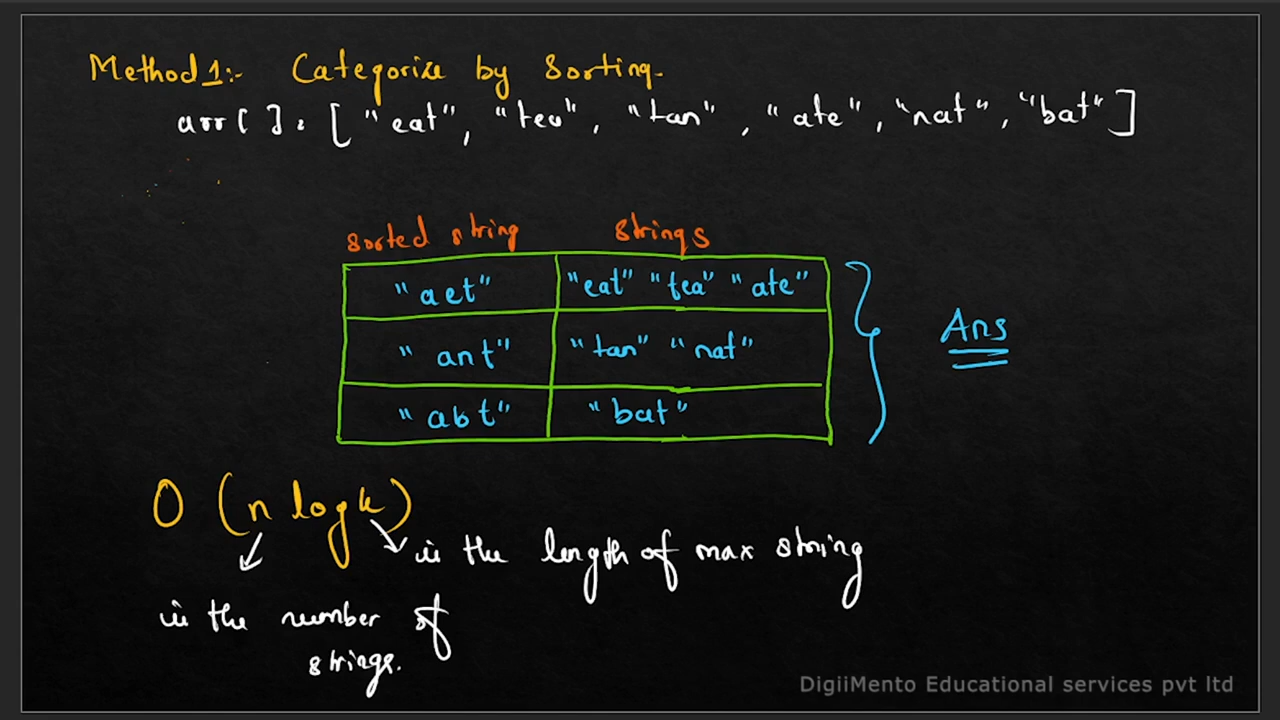 Method 1:- Categorize by Sorting-
arr[ ] : [ "eat", "tea", "tan", "ate", "nat", "bat" ]
sorted string strings
"aet" "eat" "tea" "ate"
"ant" "tan" "nat"
"abt" "bat"
Ans
O (n log k)
is the length of max string
is the number of
strings.
DigiiMento Educational services pvt ltd